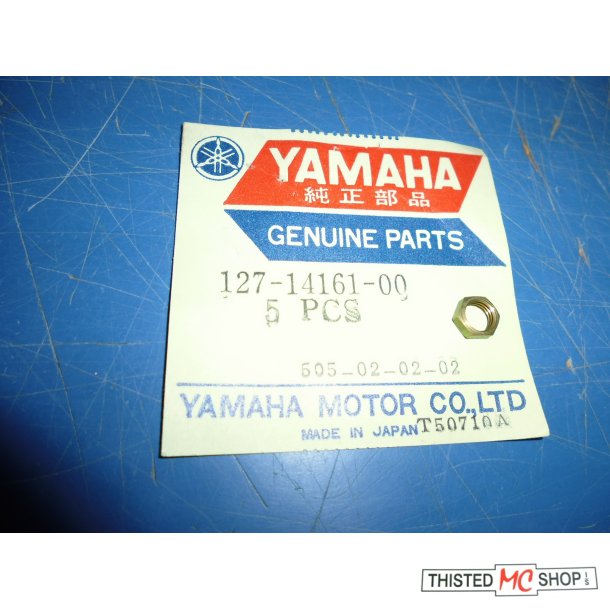 YAMAHA
純正部品
GENUINE PARTS
127-14161-00
5 PCS
505-02-02-02
YAMAHA MOTOR CO.,LTD
MADE IN JAPAN T50710A
THISTED MC SHOP I/S